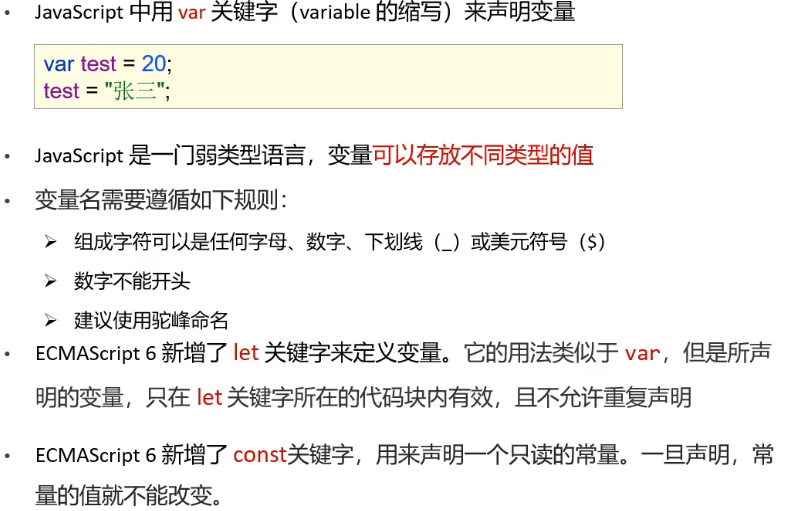 • JavaScript 中用 var 关键字（variable 的缩写）来声明变量
var test = 20;
test = "张三";
• JavaScript 是一门弱类型语言，变量可以存放不同类型的值
• 变量名需要遵循如下规则：
➢ 组成字符可以是任何字母、数字、下划线（_）或美元符号（$）
➢ 数字不能开头
➢ 建议使用驼峰命名
• ECMAScript 6 新增了 let 关键字来定义变量。它的用法类似于 var，但是所声
明的变量，只在 let 关键字所在的代码块内有效，且不允许重复声明
• ECMAScript 6 新增了 const关键字，用来声明一个只读的常量。一旦声明，常
量的值就不能改变。